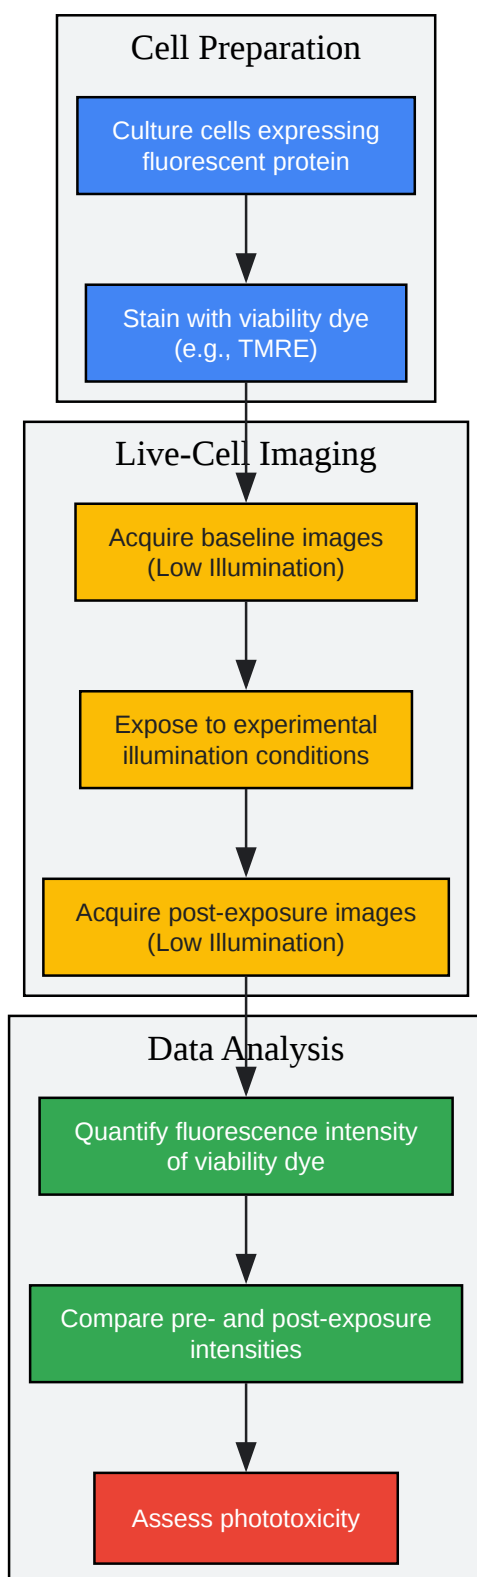 Cell Preparation
Culture cells expressing
fluorescent protein
Stain with viability dye
(e.g., TMRE)
Live-Cell Imaging
Acquire baseline images
(Low Illumination)
Expose to experimental
illumination conditions
Acquire post-exposure images
(Low Illumination)
Data Analysis
Quantify fluorescence intensity
of viability dye
Compare pre- and post-exposure
intensities
Assess phototoxicity